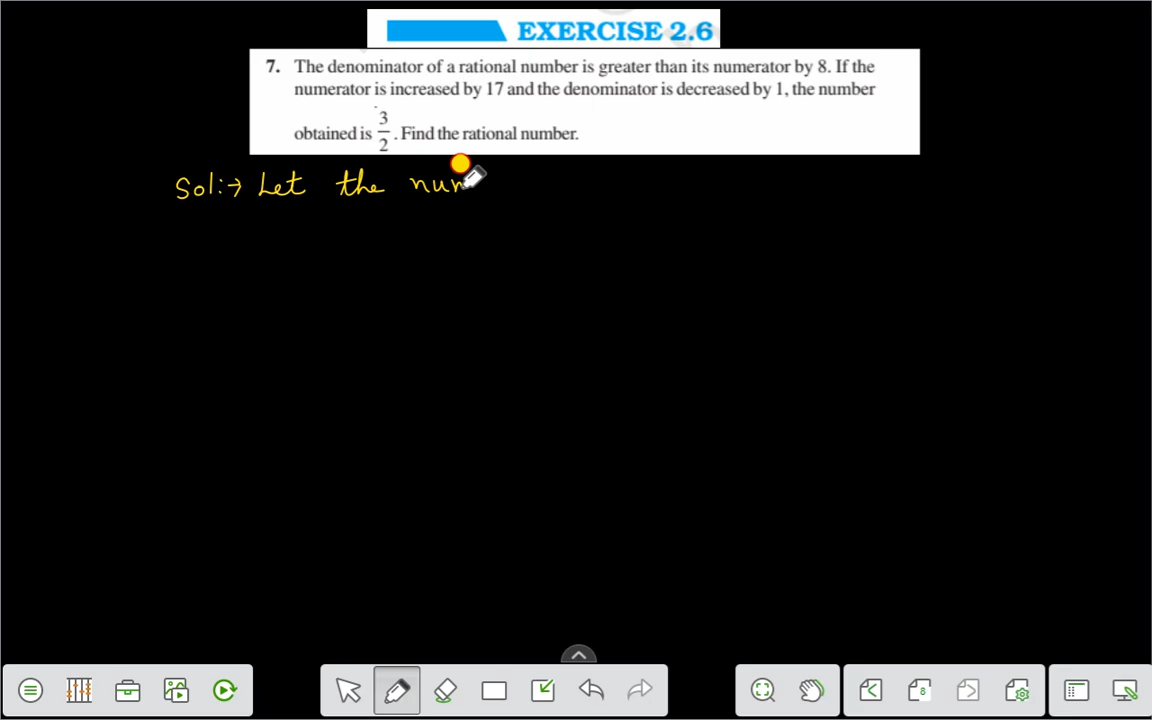 EXERCISE 2.6
7. The denominator of a rational number is greater than its numerator by 8. If the
numerator is increased by 17 and the denominator is decreased by 1, the number
obtained is 3/2. Find the rational number.
Sol:→ Let the num
8